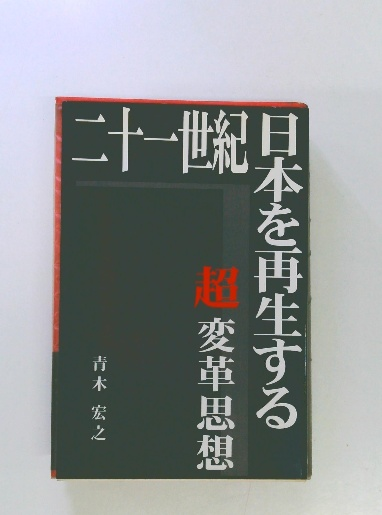 二十一世紀
日本を再生する
超変革思想
青木宏之